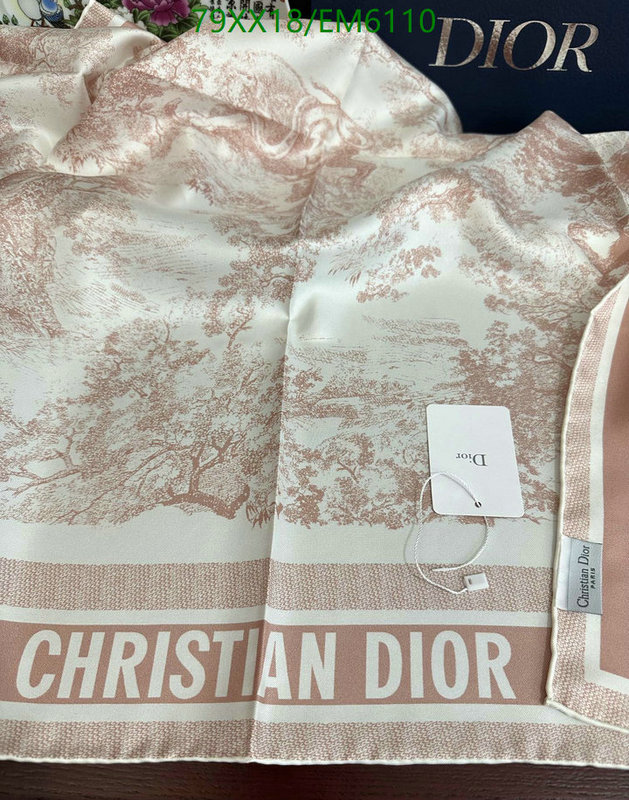 79XX18/EM6110
DIOR
Dior
Christian Dior
PARIS
CHRISTIAN DIOR